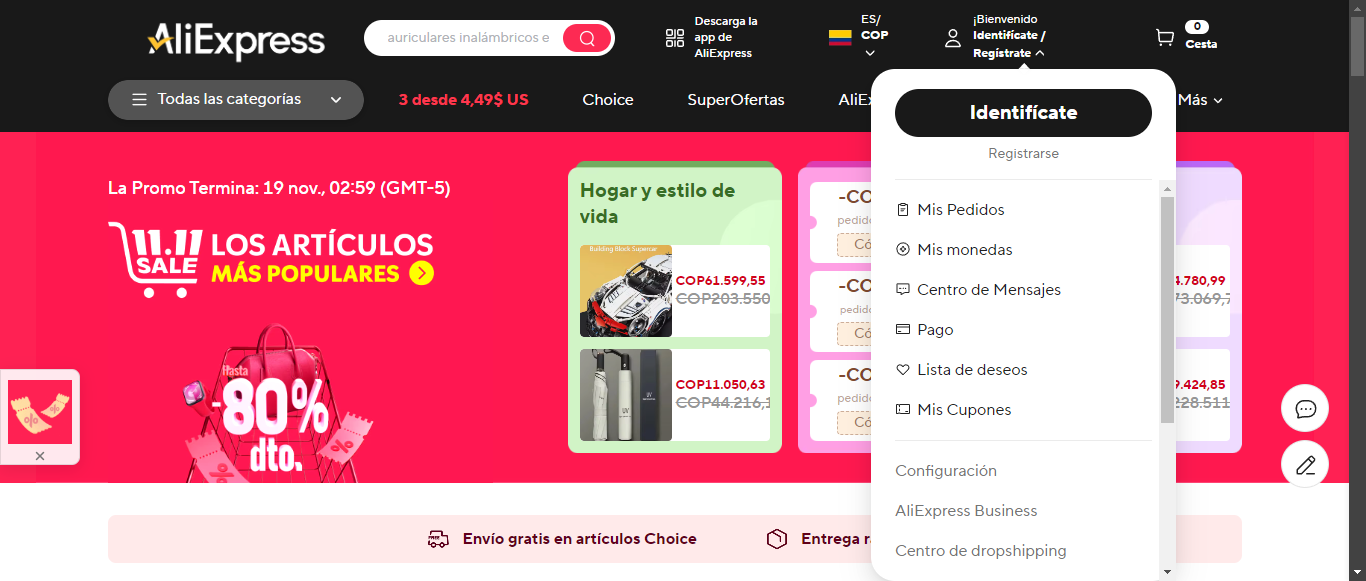 AliExpress
auriculares inalámbricos e
Descarga la
app de
AliExpress
ES/
COP
¡Bienvenido
Identifícate /
Regístrate
0
Cesta
Todas las categorías
3 desde 4,49$ US
Choice
SuperOfertas
AliEx
Más
Identifícate
Registrarse
Mis Pedidos
Mis monedas
Centro de Mensajes
Pago
Lista de deseos
Mis Cupones
Configuración
AliExpress Business
Centro de dropshipping
La Promo Termina: 19 nov., 02:59 (GMT-5)
11.11
SALE
LOS ARTÍCULOS
MÁS POPULARES
Hasta
-80%
dto.
Hogar y estilo de
vida
Building Block Supercar
COP61.599,55
COP203.550
UV
COP11.050,63
COP44.216,1
-CO
pedido
Có
-CO
pedido
Có
-CO
pedido
Có
4.780,99
73.069,7
9.424,85
228.511
FREE
Envío gratis en artículos Choice
Entrega rá